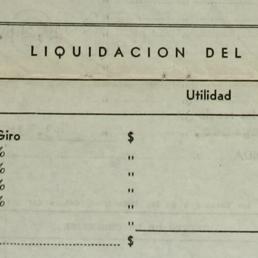 LIQUIDACION DEL
Utilidad
Giro $
% "
% "
% "
% "
"
$